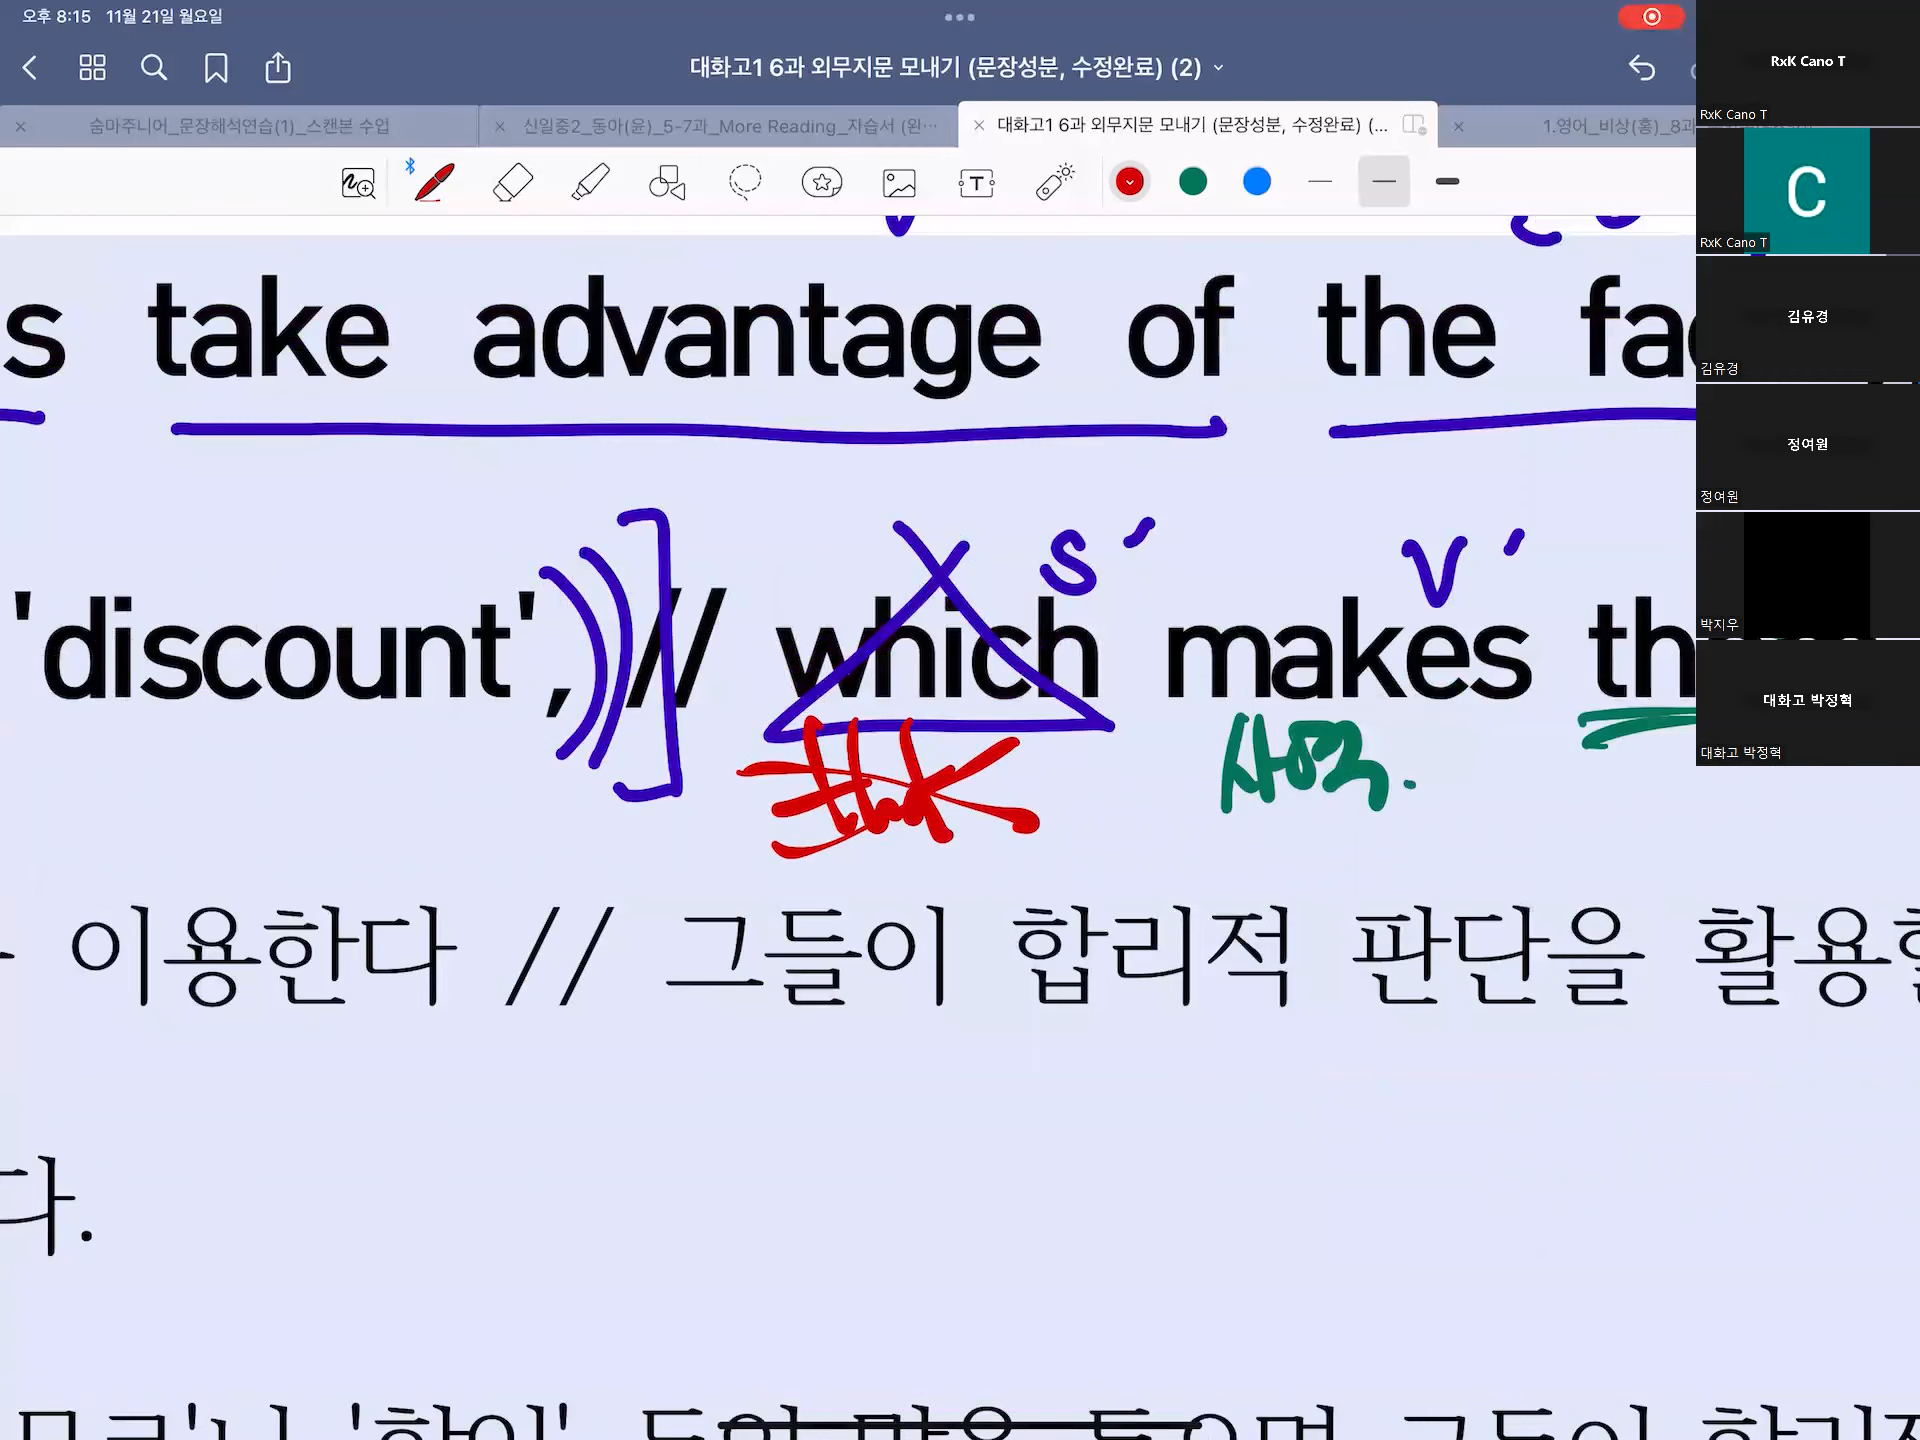 오후 8:15 11월 21일 월요일
대화고1 6과 외무지문 모내기 (문장성분, 수정완료) (2)
숨마주니어_문장해석연습(1)_스캔본 수업
신일중2_동아(윤)_5-7과_More Reading_자습서 (완…
대화고1 6과 외무지문 모내기 (문장성분, 수정완료) (...
1.영어_비상(홍)_8과
T
s take advantage of the fac
s' v'
'discount', // which makes th
that
사역.
이용한다 // 그들이 합리적 판단을 활용할
다.
RxK Cano T
RxK Cano T
C
RxK Cano T
김유경
김유경
정여원
정여원
박지우
대화고 박정혁
대화고 박정혁